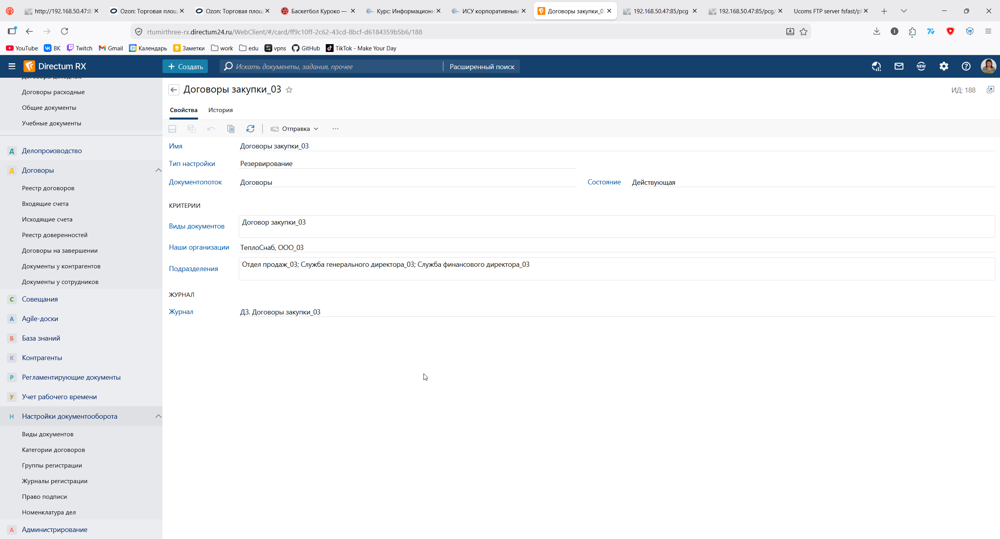 http://192.168.50.47:8
Ozon: Торговая площ
Ozon: Торговая площ
Баскетбол Куроко —
Курс: Информационн
ИСУ корпоративным
Договоры закупки_03
192.168.50.47:85/pcg
192.168.50.47:85/pcg/
Ucoms FTP server fsfast/ph
rtumirthree-rx.directum24.ru/WebClient/#/card/ff9c10ff-2c62-43cd-8bcf-d6184359b5b6/188
YouTube
ВК
Twitch
Gmail
31
Календарь
Заметки
work
edu
vpns
GitHub
TikTok - Make Your Day
Directum RX
Создать
Искать документы, задания, прочее
Расширенный поиск
NEW
Договоры доходные
Договоры расходные
Общие документы
Учебные документы
Д Делопроизводство
Д Договоры
Реестр договоров
Входящие счета
Исходящие счета
Реестр доверенностей
Договоры на завершении
Документы у контрагентов
Документы у сотрудников
С Совещания
A Agile-доски
Б База знаний
К Контрагенты
Р Регламентирующие документы
У Учет рабочего времени
Н Настройки документооборота
Виды документов
Категории договоров
Группы регистрации
Журналы регистрации
Право подписи
Номенклатура дел
А Администрирование
Договоры закупки_03
ИД: 188
Свойства
История
Отправка
Имя
Договоры закупки_03
Тип настройки
Резервирование
Документопоток
Договоры
Состояние
Действующая
КРИТЕРИИ
Виды документов
Договор закупки_03
Наши организации
ТеплоСнаб, ООО_03
Подразделения
Отдел продаж_03; Служба генерального директора_03; Служба финансового директора_03
ЖУРНАЛ
Журнал
ДЗ. Договоры закупки_03